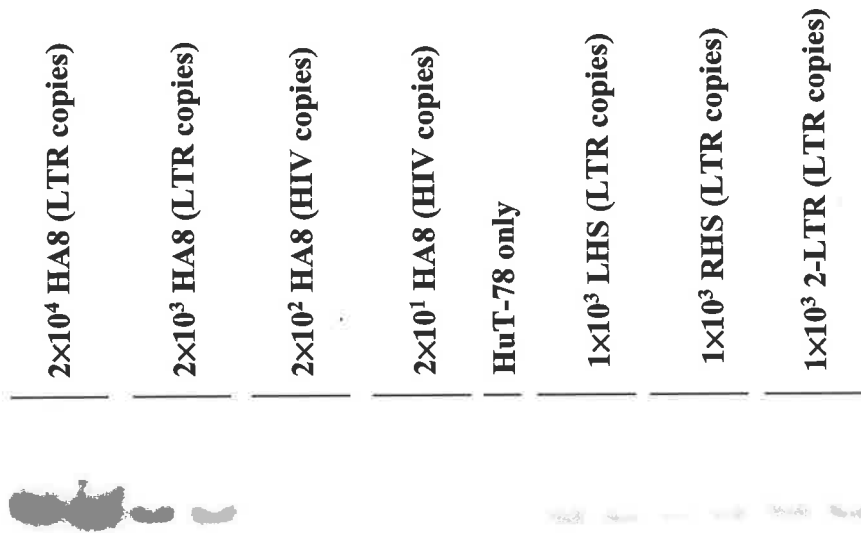 2×10⁴ HA8 (LTR copies)
2×10³ HA8 (LTR copies)
2×10² HA8 (HIV copies)
2×10¹ HA8 (HIV copies)
HuT-78 only
1×10³ LHS (LTR copies)
1×10³ RHS (LTR copies)
1×10³ 2-LTR (LTR copies)